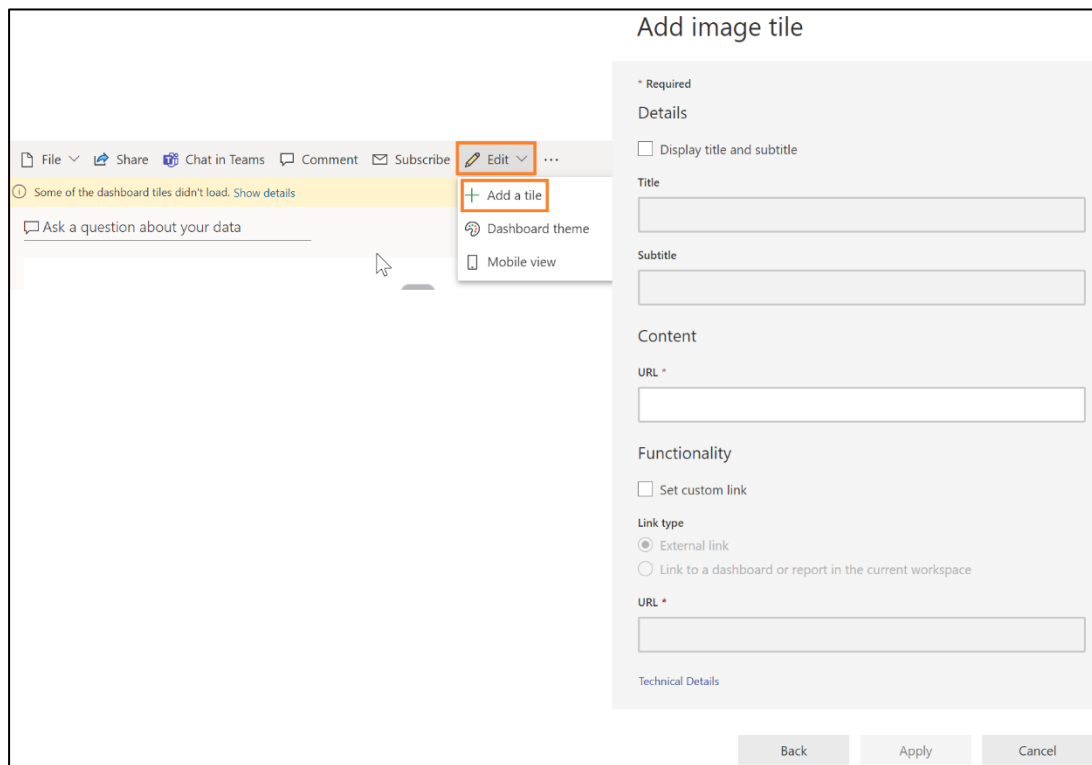 Add image tile
* Required
Details
Display title and subtitle
Title
Subtitle
Content
URL *
Functionality
Set custom link
Link type
External link
Link to a dashboard or report in the current workspace
URL *
Technical Details
Back Apply Cancel
File Share Chat in Teams Comment Subscribe Edit ...
Some of the dashboard tiles didn't load. Show details
Ask a question about your data
Add a tile
Dashboard theme
Mobile view